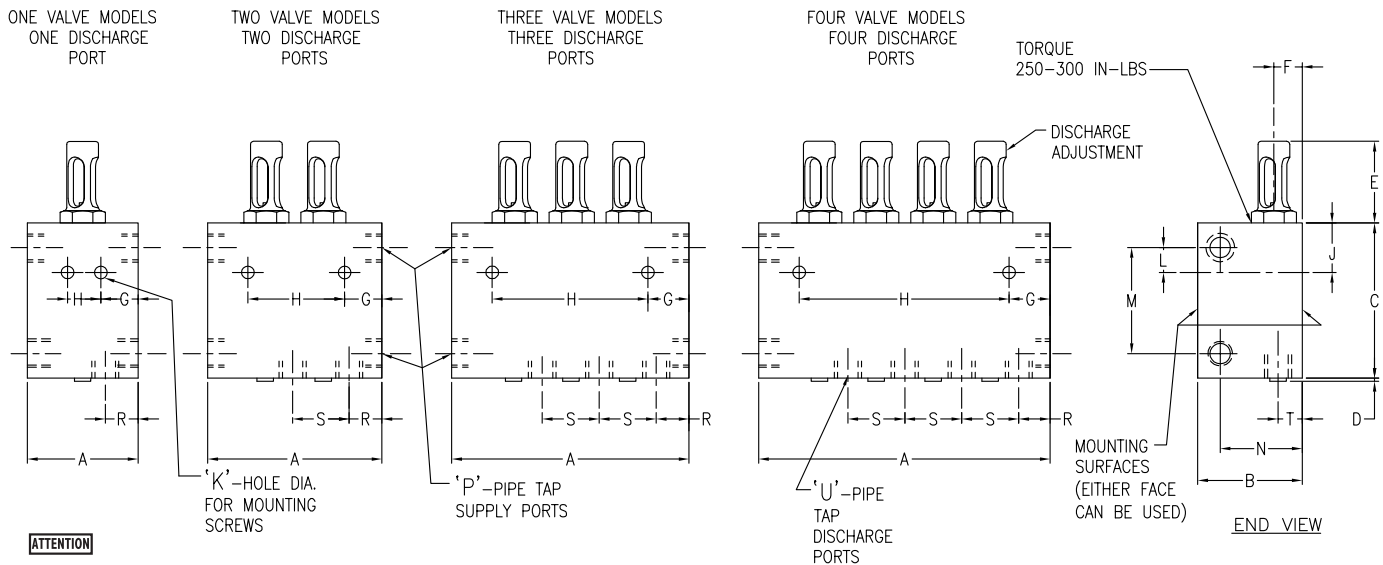 ONE VALVE MODELS
ONE DISCHARGE
PORT
TWO VALVE MODELS
TWO DISCHARGE
PORTS
THREE VALVE MODELS
THREE DISCHARGE
PORTS
FOUR VALVE MODELS
FOUR DISCHARGE
PORTS
TORQUE
250-300 IN-LBS
F
DISCHARGE
ADJUSTMENT
E
H
G
H
G
H
G
H
G
L
J
M
C
R
S
R
S
S
R
S
S
S
R
T
D
N
A
A
A
A
B
'K'-HOLE DIA.
FOR MOUNTING
SCREWS
'P'-PIPE TAP
SUPPLY PORTS
'U'-PIPE
TAP
DISCHARGE
PORTS
MOUNTING
SURFACES
(EITHER FACE
CAN BE USED)
END VIEW
ATTENTION